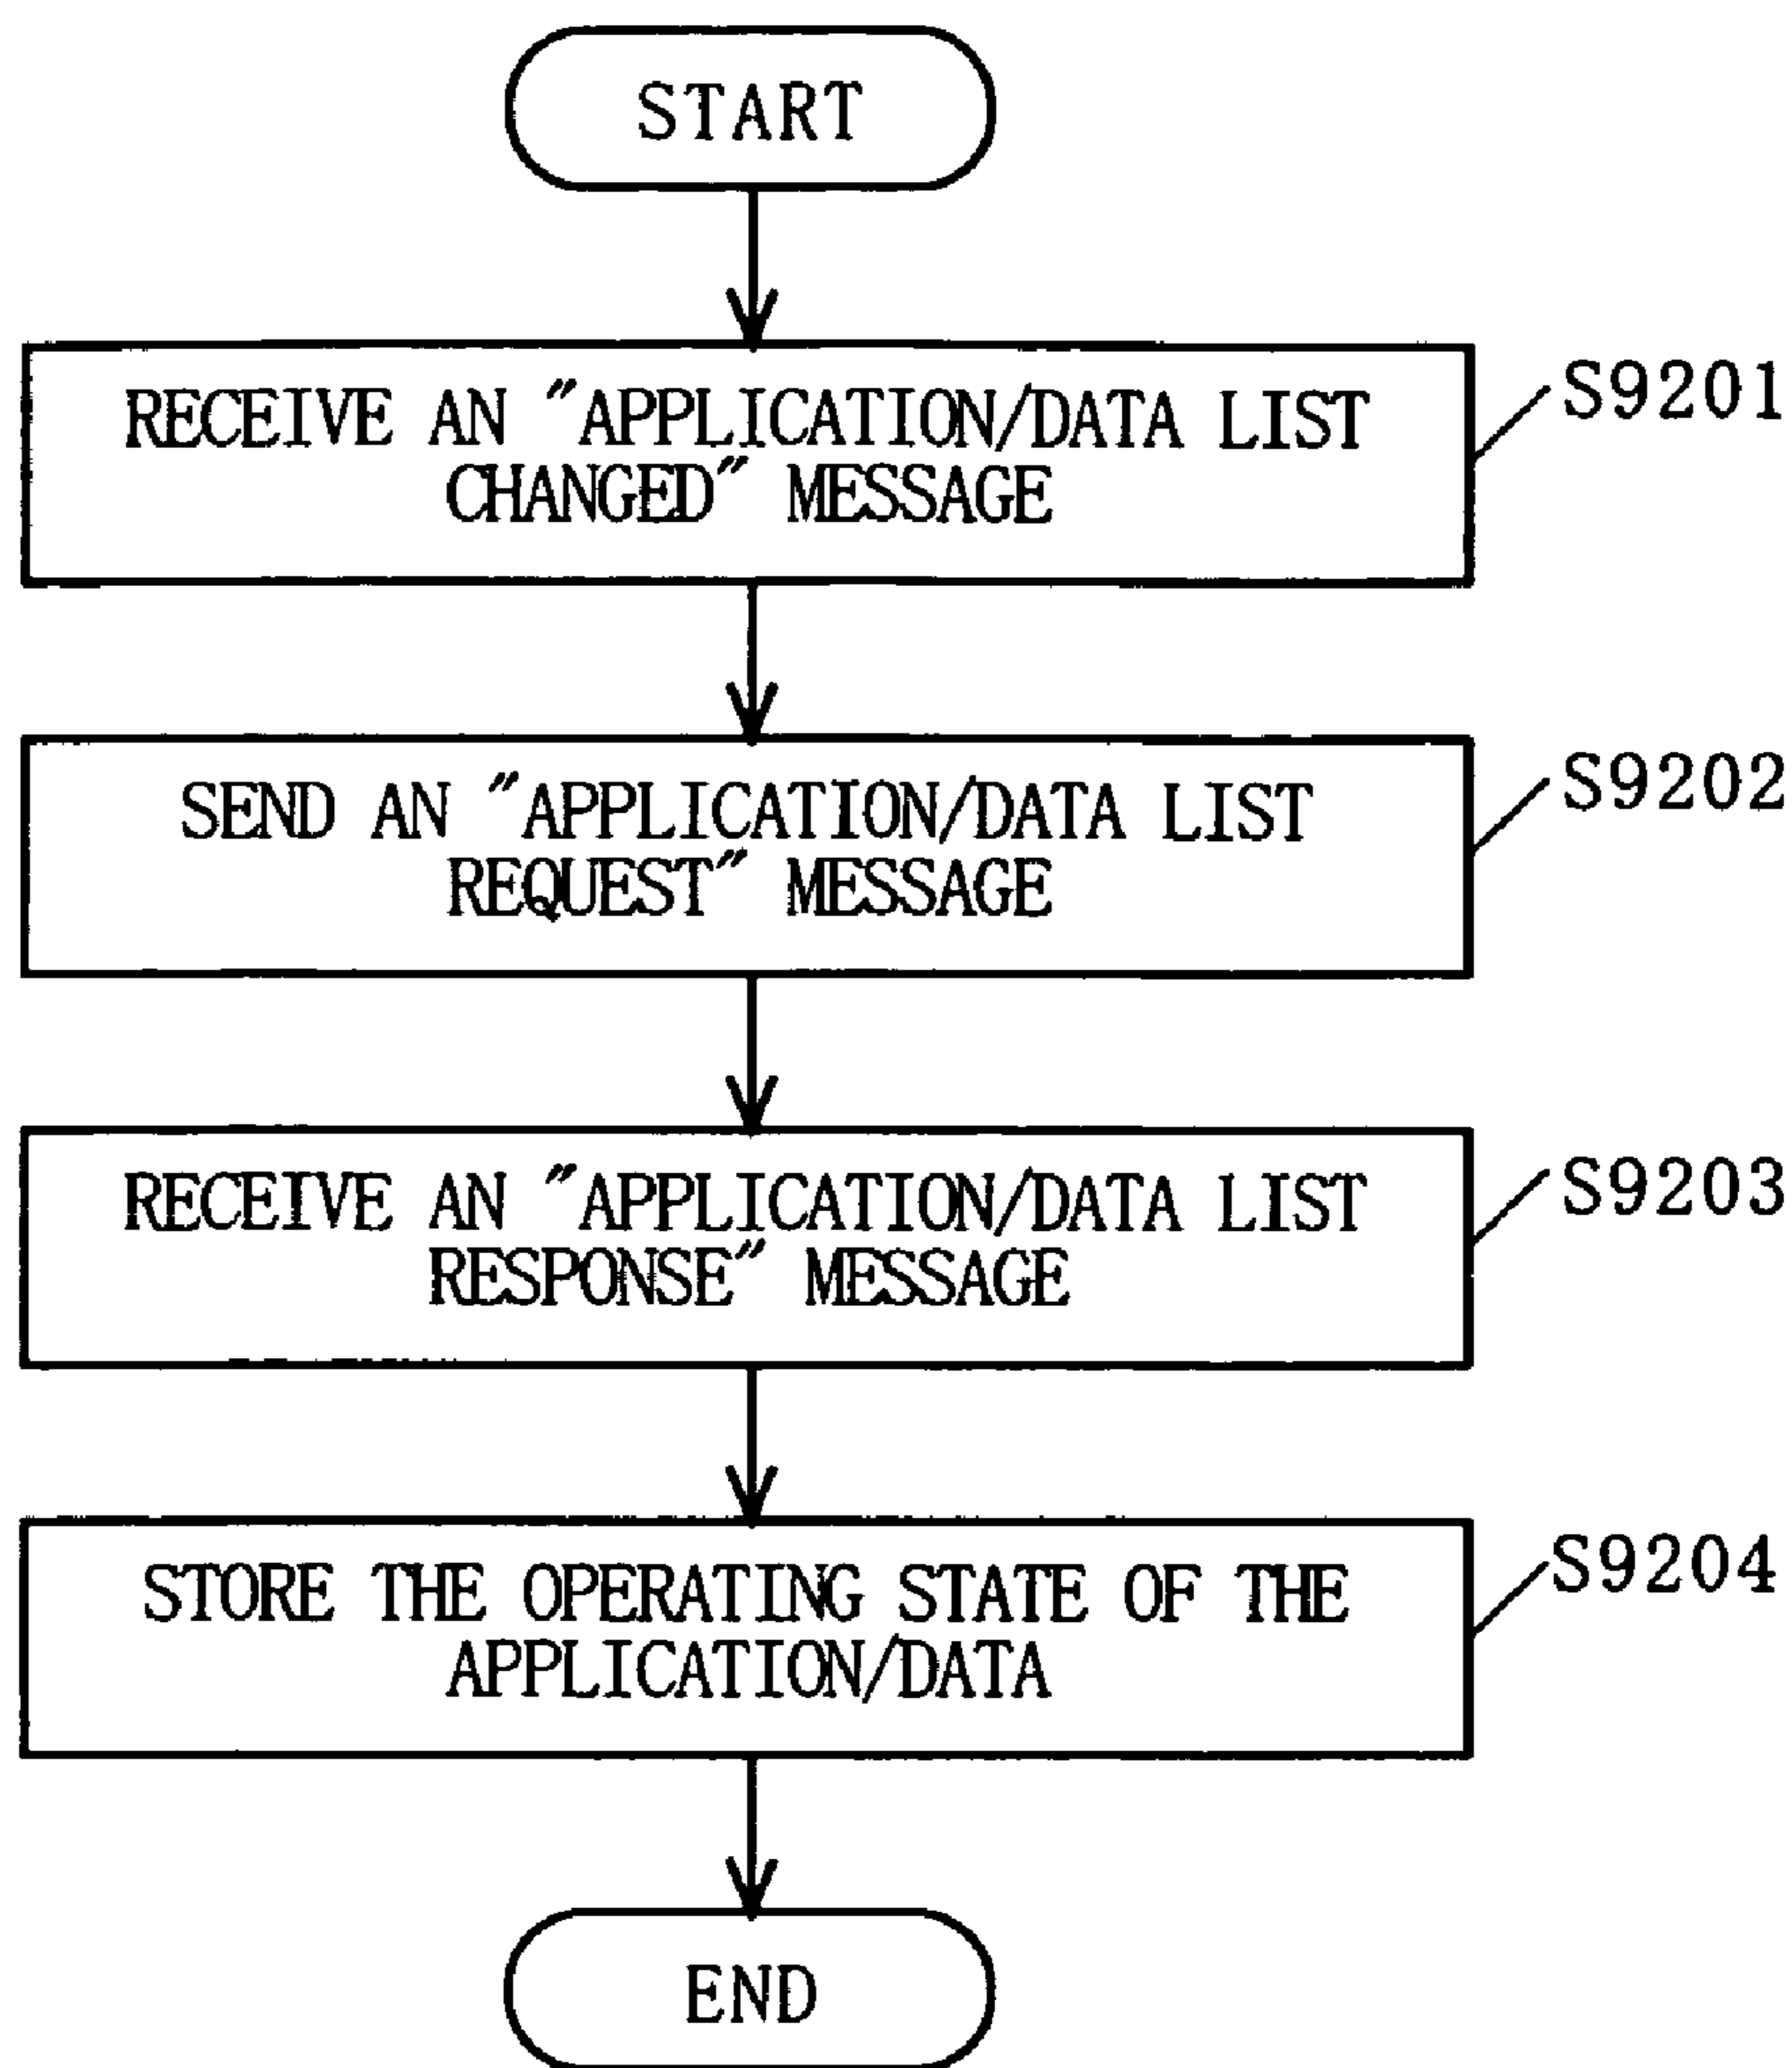 START
RECEIVE AN "APPLICATION/DATA LIST
CHANGED" MESSAGE
S9201
SEND AN "APPLICATION/DATA LIST
REQUEST" MESSAGE
S9202
RECEIVE AN "APPLICATION/DATA LIST
RESPONSE" MESSAGE
S9203
STORE THE OPERATING STATE OF THE
APPLICATION/DATA
S9204
END